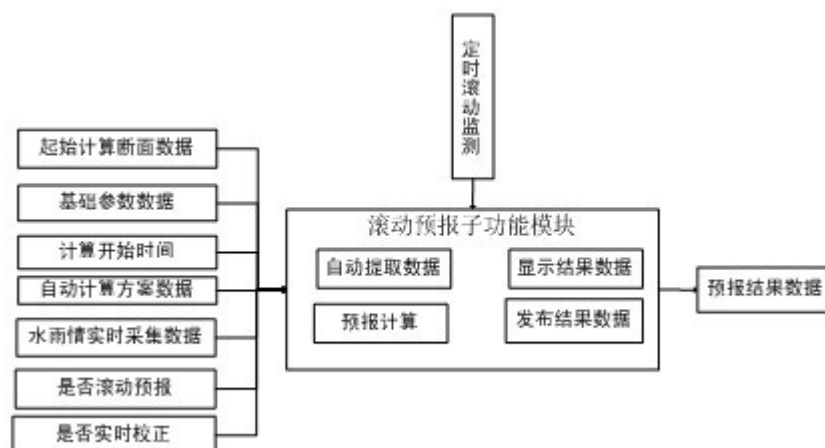 定时滚动监测
起始计算断面数据
基础参数数据
计算开始时间
自动计算方案数据
水雨情实时采集数据
是否滚动预报
是否实时校正
滚动预报子功能模块
自动提取数据
显示结果数据
预报计算
发布结果数据
预报结果数据